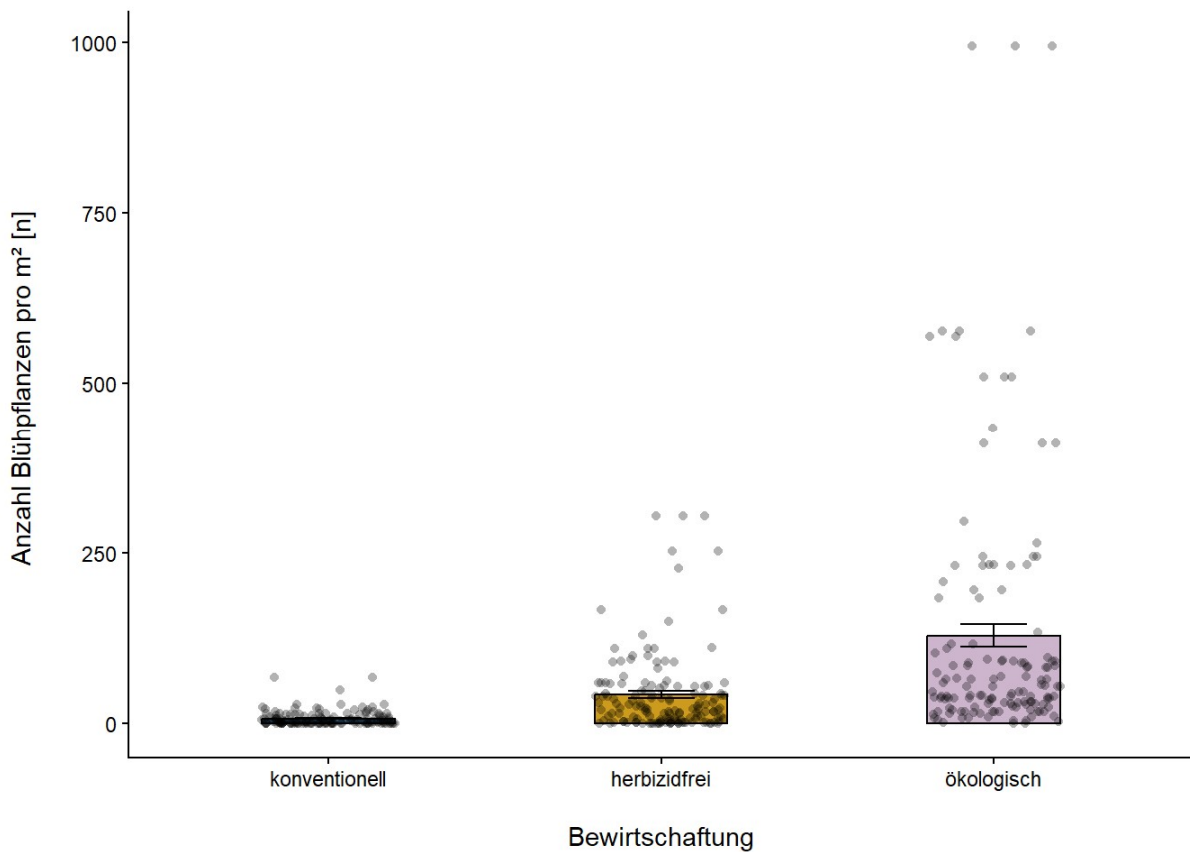 Anzahl Blühpflanzen pro m² [n]
1000
750
500
250
0
konventionell herbizidfrei ökologisch
Bewirtschaftung